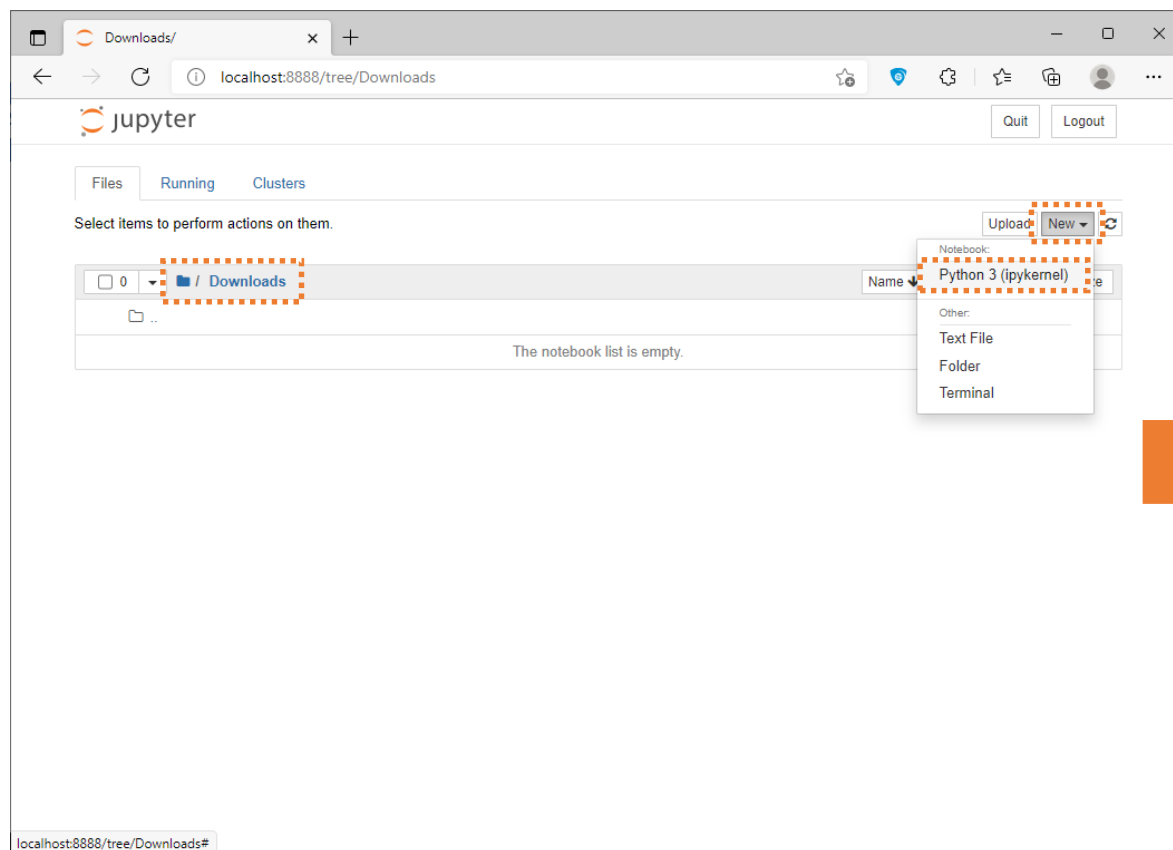 Downloads/
localhost:8888/tree/Downloads
jupyter
Quit Logout
Files Running Clusters
Select items to perform actions on them.
Upload New
Notebook:
0 / Downloads
Name
Python 3 (ipykernel)
..
Other:
Text File
The notebook list is empty.
Folder
Terminal
localhost:8888/tree/Downloads#